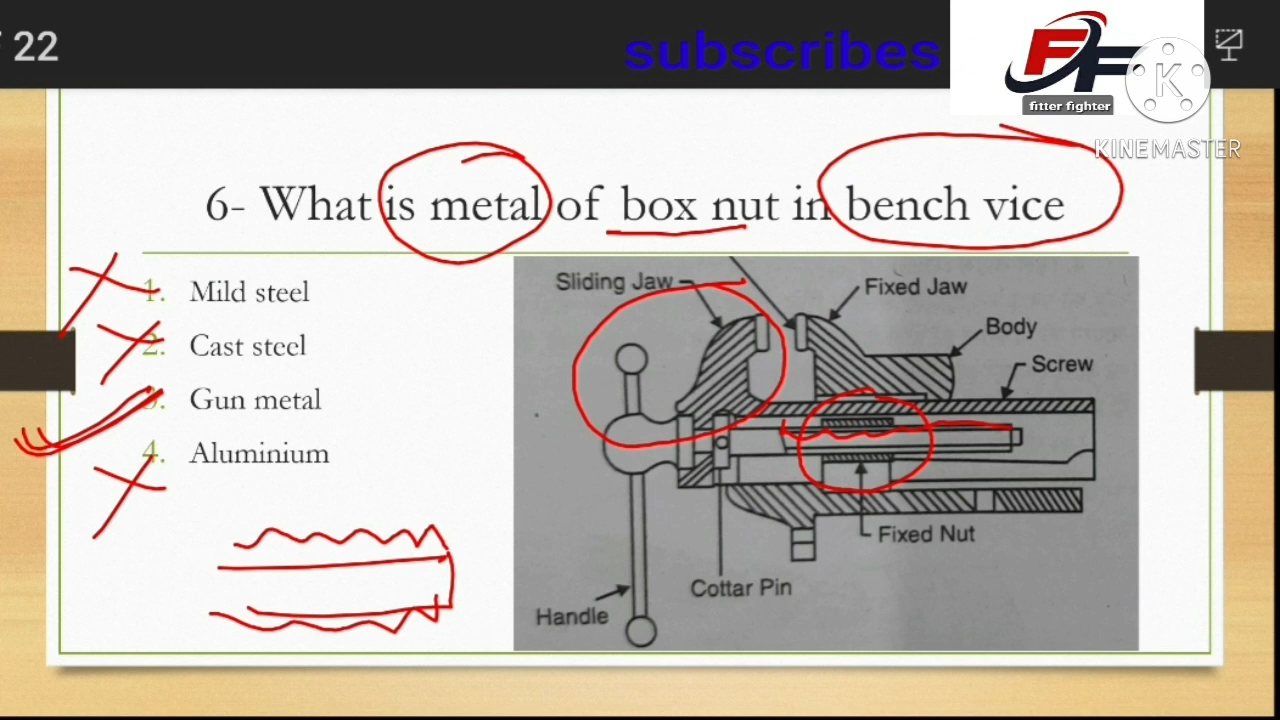 22
subscribes
FF
fitter fighter
K
KINEMASTER
6- What is metal of box nut in bench vice
1. Mild steel
2. Cast steel
3. Gun metal
4. Aluminium
Sliding Jaw
Fixed Jaw
Body
Screw
Fixed Nut
Cottar Pin
Handle